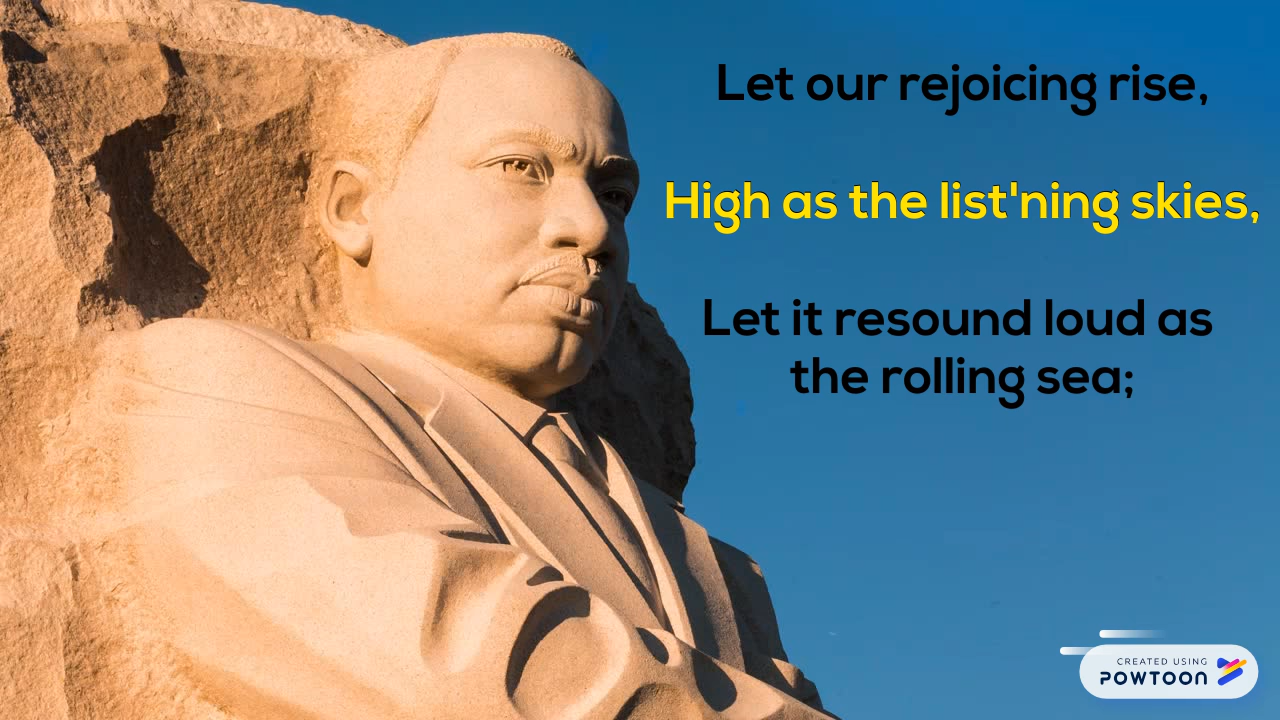 Let our rejoicing rise,
High as the list'ning skies,
Let it resound loud as
the rolling sea;
CREATED USING
POWTOON